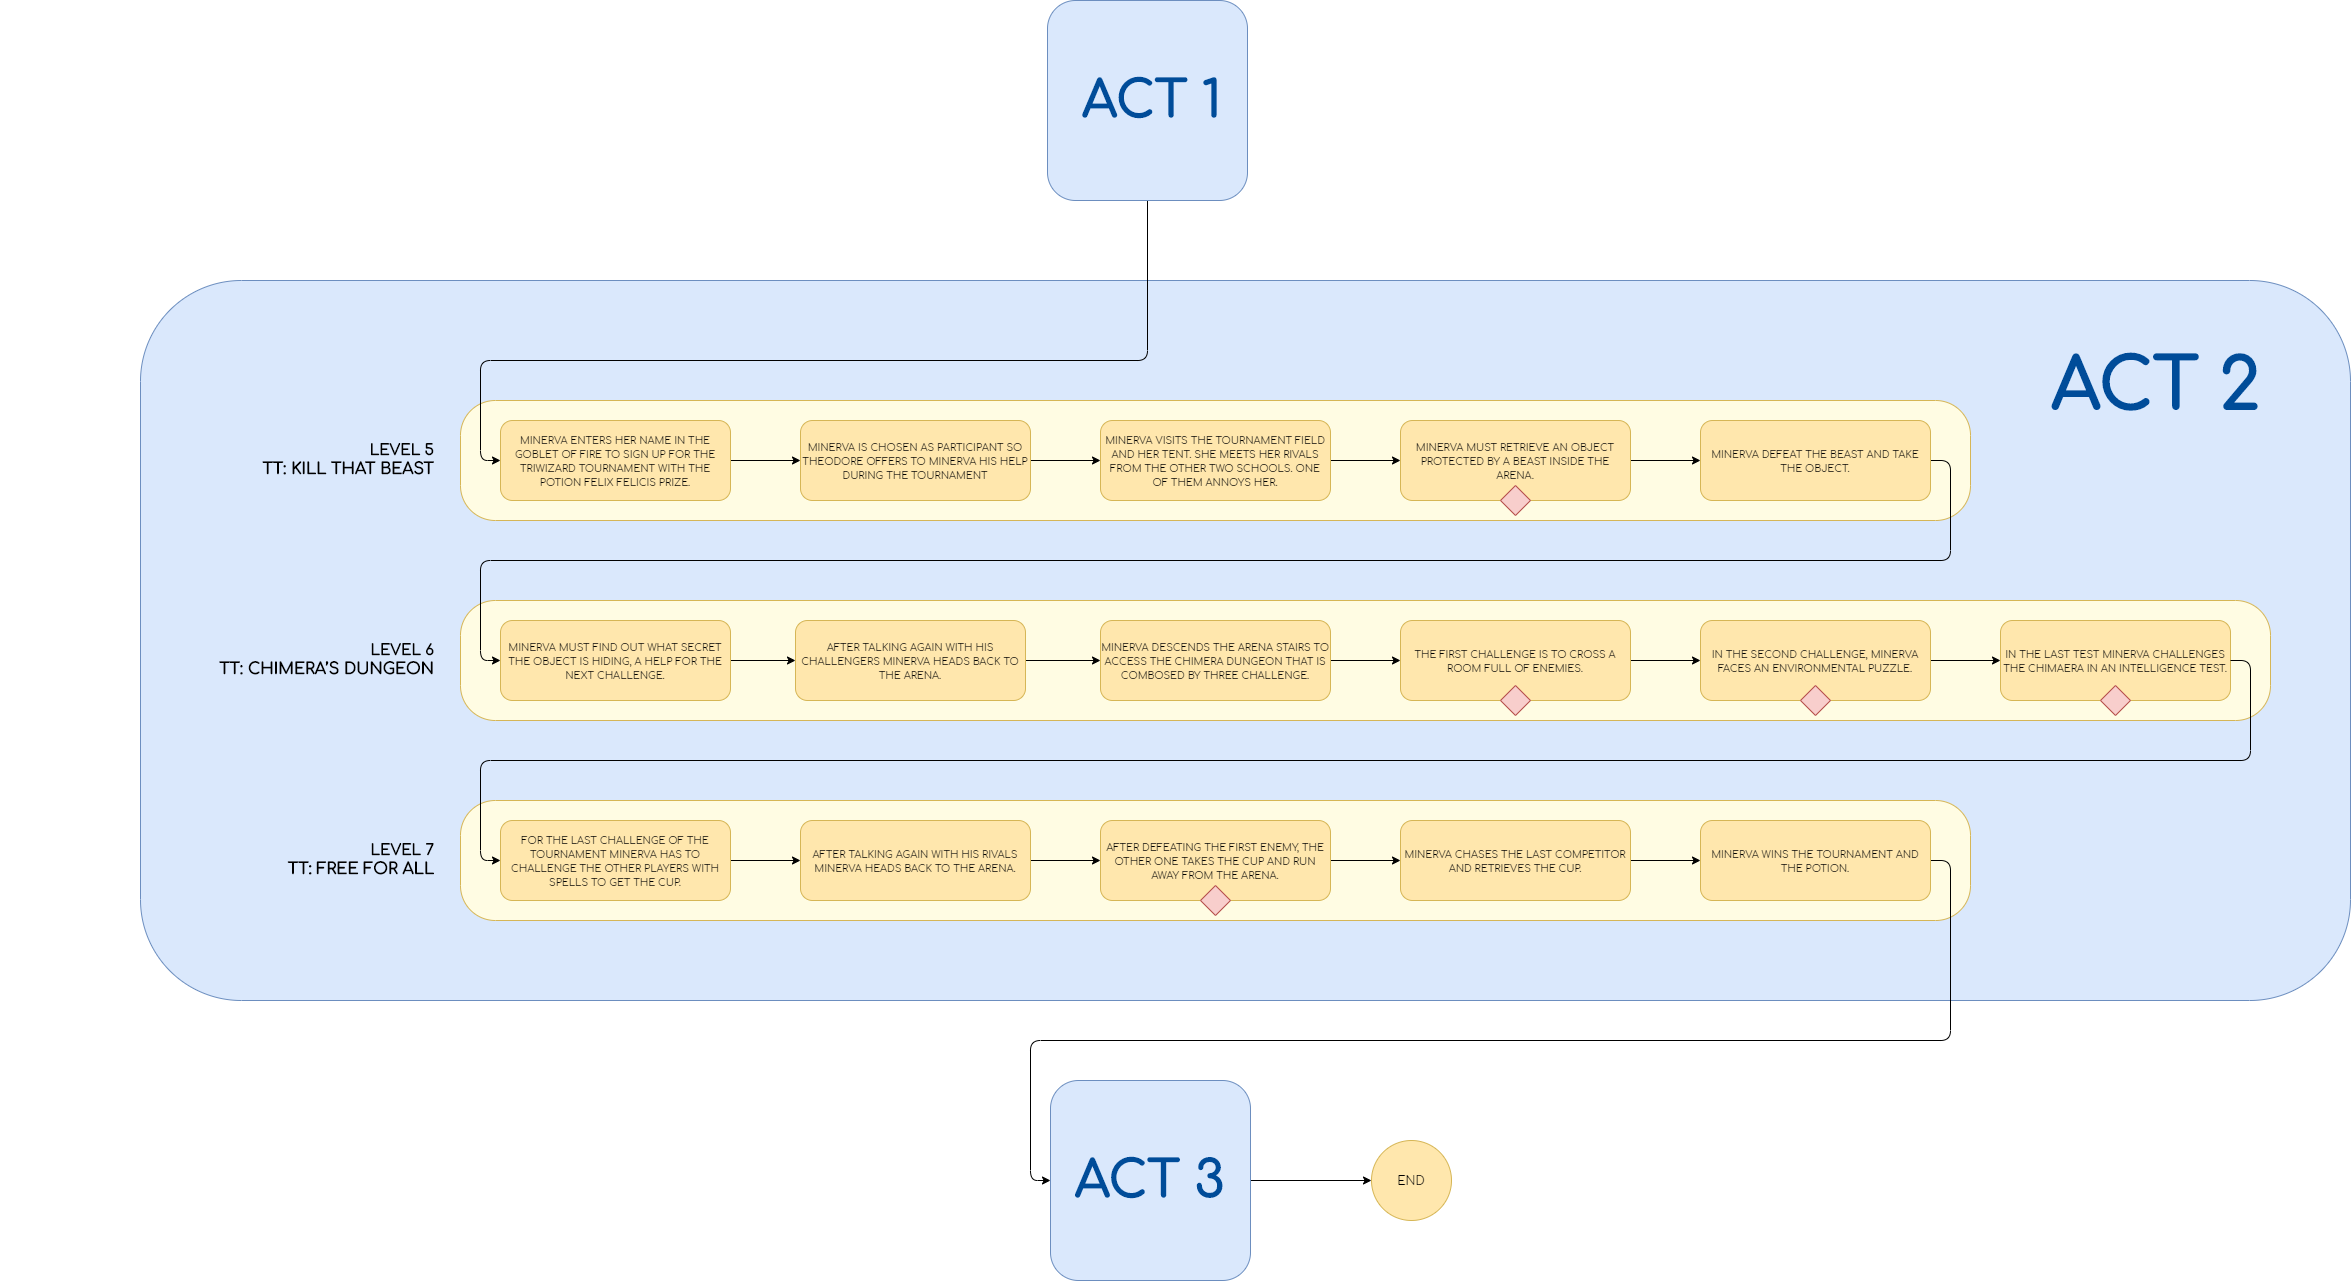 ACT 1
ACT 2
LEVEL 5
TT: KILL THAT BEAST
MINERVA ENTERS HER NAME IN THE
GOBLET OF FIRE TO SIGN UP FOR THE
TRIWIZARD TOURNAMENT WITH THE
POTION FELIX FELICIS PRIZE.
MINERVA IS CHOSEN AS PARTICIPANT SO
THEODORE OFFERS TO MINERVA HIS HELP
DURING THE TOURNAMENT
MINERVA VISITS THE TOURNAMENT FIELD
AND HER TENT. SHE MEETS HER RIVALS
FROM THE OTHER TWO SCHOOLS. ONE
OF THEM ANNOYS HER.
MINERVA MUST RETRIEVE AN OBJECT
PROTECTED BY A BEAST INSIDE THE
ARENA.
MINERVA DEFEAT THE BEAST AND TAKE
THE OBJECT.
LEVEL 6
TT: CHIMERA'S DUNGEON
MINERVA MUST FIND OUT WHAT SECRET
THE OBJECT IS HIDING, A HELP FOR THE
NEXT CHALLENGE.
AFTER TALKING AGAIN WITH HIS
CHALLENGERS MINERVA HEADS BACK TO
THE ARENA.
MINERVA DESCENDS THE ARENA STAIRS TO
ACCESS THE CHIMERA DUNGEON THAT IS
COMBOSED BY THREE CHALLENGE.
THE FIRST CHALLENGE IS TO CROSS A
ROOM FULL OF ENEMIES.
IN THE SECOND CHALLENGE, MINERVA
FACES AN ENVIRONMENTAL PUZZLE.
IN THE LAST TEST MINERVA CHALLENGES
THE CHIMAERA IN AN INTELLIGENCE TEST.
LEVEL 7
TT: FREE FOR ALL
FOR THE LAST CHALLENGE OF THE
TOURNAMENT MINERVA HAS TO
CHALLENGE THE OTHER PLAYERS WITH
SPELLS TO GET THE CUP.
AFTER TALKING AGAIN WITH HIS RIVALS
MINERVA HEADS BACK TO THE ARENA.
AFTER DEFEATING THE FIRST ENEMY, THE
OTHER ONE TAKES THE CUP AND RUN
AWAY FROM THE ARENA.
MINERVA CHASES THE LAST COMPETITOR
AND RETRIEVES THE CUP.
MINERVA WINS THE TOURNAMENT AND
THE POTION.
ACT 3
END